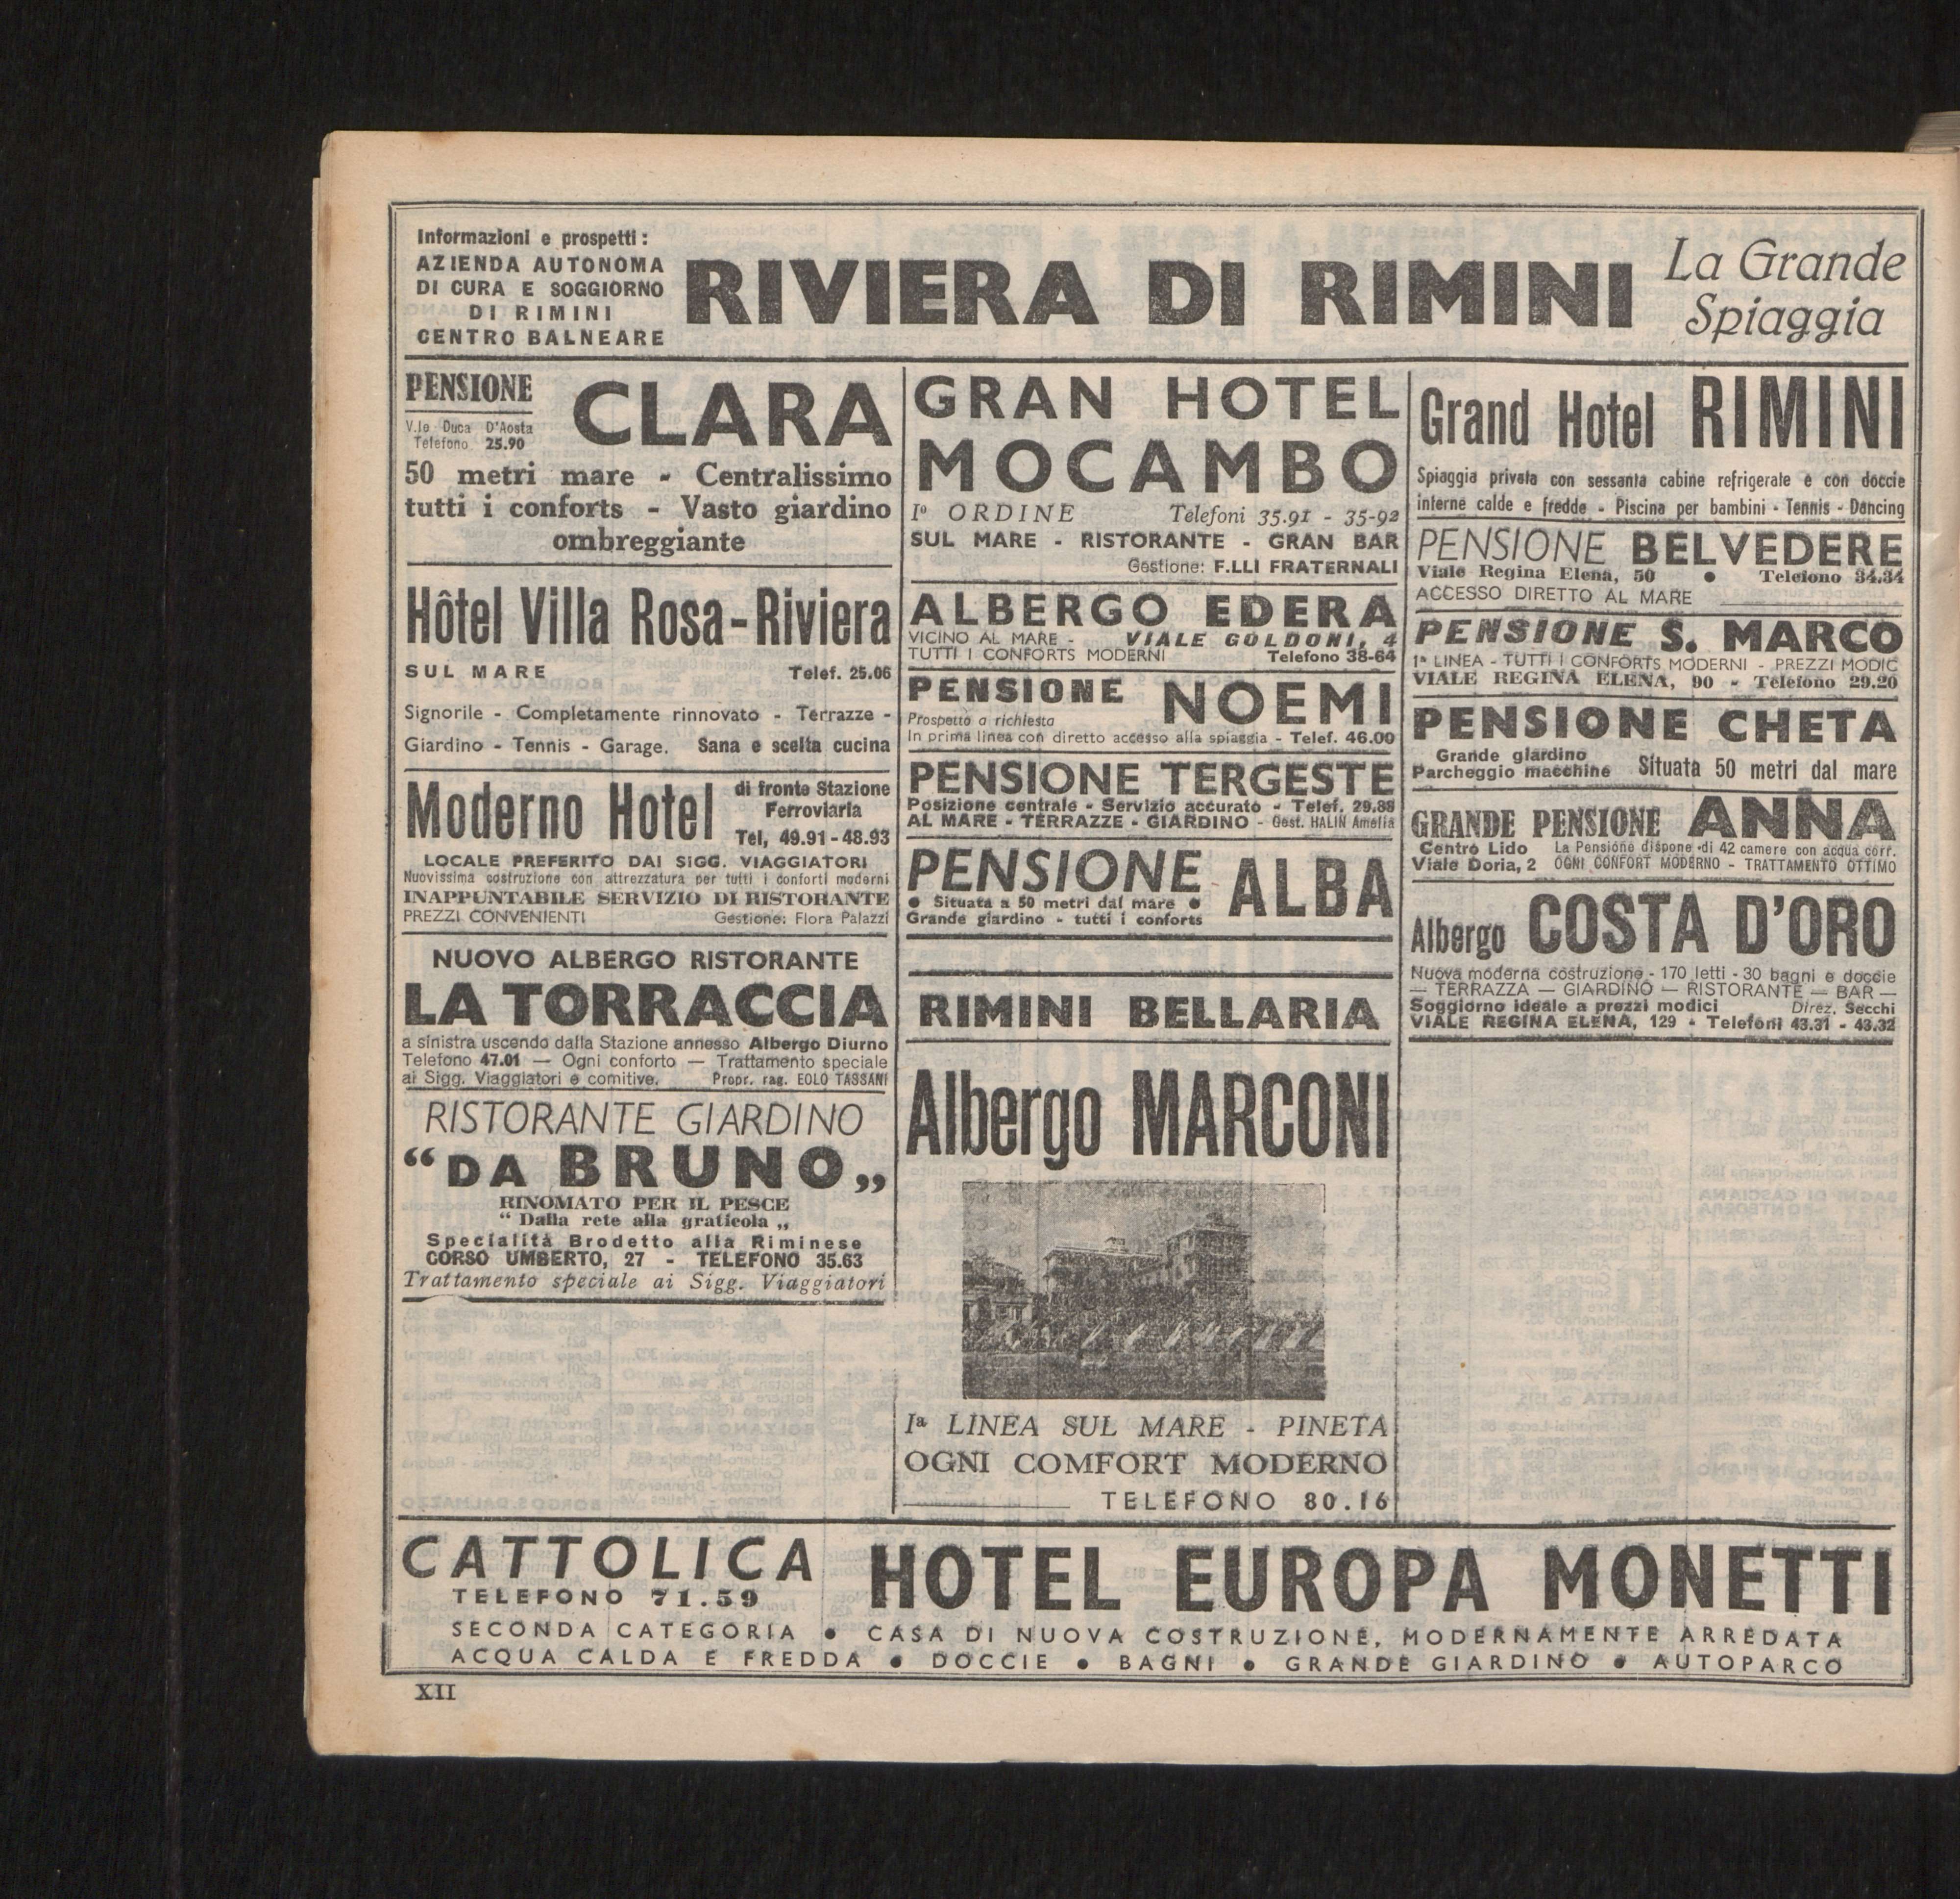 Informazioni e prospetti :
AZIENDA AUTONOMA
DI CURA E SOGGIORNO
DI RIMINI
CENTRO BALNEARE
RIVIERA DI RIMINI
La Grande
Spiaggia
PENSIONE
V.le Duca D'Aosta
Telefono 25.90
CLARA
50 metri mare - Centralissimo
tutti i conforts - Vasto giardino
ombreggiante
Hôtel Villa Rosa-Riviera
SUL MARE Telef. 25.06
Signorile - Completamente rinnovato - Terrazze -
Giardino - Tennis - Garage. Sana e scelta cucina
Moderno Hotel
di fronte Stazione
Ferroviaria
Tel, 49.91-48.93
LOCALE PREFERITO DAI SIGG. VIAGGIATORI
Nuovissima costruzione con attrezzatura per tutti i conforti moderni
INAPPUNTABILE SERVIZIO DI RISTORANTE
PREZZI CONVENIENTI Gestione: Flora Palazzi
NUOVO ALBERGO RISTORANTE
LA TORRACCIA
a sinistra uscendo dalla Stazione annesso Albergo Diurno
Telefono 47.01 — Ogni conforto — Trattamento speciale
ai Sigg. Viaggiatori e comitive. Propr. rag. EOLO TASSANI
RISTORANTE GIARDINO
“DA BRUNO„
RINOMATO PER IL PESCE
“ Dalla rete alla graticola „
Specialità Brodetto alla Riminese
CORSO UMBERTO, 27 - TELEFONO 35.63
Trattamento speciale ai Sigg. Viaggiatori
GRAN HOTEL
MOCAMBO
Iº ORDINE Telefoni 35.91 - 35-92
SUL MARE - RISTORANTE - GRAN BAR
Gestione: F.LLI FRATERNALI
ALBERGO EDERA
VICINO AL MARE - VIALE GOLDONI, 4
TUTTI I CONFORTS MODERNI Telefono 38-64
PENSIONE NOEMI
Prospetto a richiesta
In prima linea con diretto accesso alla spiaggia - Telef. 46.00
PENSIONE TERGESTE
Posizione centrale - Servizio accurato - Telef. 29.88
AL MARE - TERRAZZE - GIARDINO - Gest. HALIN Amelia
PENSIONE ALBA
● Situata a 50 metri dal mare ●
Grande giardino - tutti i conforts
RIMINI BELLARIA
Albergo MARCONI
Iª LINEA SUL MARE - PINETA
OGNI COMFORT MODERNO
TELEFONO 80.16
Grand Hotel RIMINI
Spiaggia privata con sessanta cabine refrigerate e con doccie
interne calde e fredde - Piscina per bambini - Tennis - Dancing
PENSIONE BELVEDERE
Viale Regina Elena, 50 ● Telefono 34.34
ACCESSO DIRETTO AL MARE
PENSIONE S. MARCO
1ª LINEA - TUTTI I CONFORTS MODERNI - PREZZI MODIC
VIALE REGINA ELENA, 90 - Telefono 29.20
PENSIONE CHETA
Grande giardino
Parcheggio macchine Situata 50 metri dal mare
GRANDE PENSIONE ANNA
Centro Lido La Pensione dispone di 42 camere con acqua corr.
Viale Doria, 2 OGNI CONFORT MODERNO - TRATTAMENTO OTTIMO
Albergo COSTA D'ORO
Nuova moderna costruzione - 170 letti - 30 bagni e doccie
— TERRAZZA — GIARDINO — RISTORANTE — BAR —
Soggiorno ideale a prezzi modici Direz. Secchi
VIALE REGINA ELENA, 129 - Telefoni 43.31 - 43.32
CATTOLICA
TELEFONO 71.59
HOTEL EUROPA MONETTI
SECONDA CATEGORIA ● CASA DI NUOVA COSTRUZIONE, MODERNAMENTE ARREDATA
ACQUA CALDA E FREDDA ● DOCCIE ● BAGNI ● GRANDE GIARDINO ● AUTOPARCO
XII